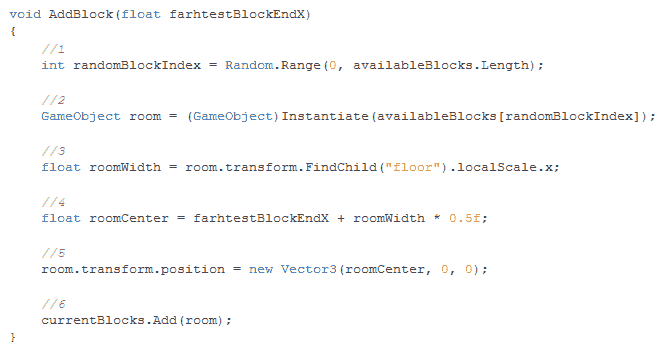 void AddBlock(float farhtestBlockEndX)
{
//1
int randomBlockIndex = Random.Range(0, availableBlocks.Length);
//2
GameObject room = (GameObject)Instantiate(availableBlocks[randomBlockIndex]);
//3
float roomWidth = room.transform.FindChild("floor").localScale.x;
//4
float roomCenter = farhtestBlockEndX + roomWidth * 0.5f;
//5
room.transform.position = new Vector3(roomCenter, 0, 0);
//6
currentBlocks.Add(room);
}